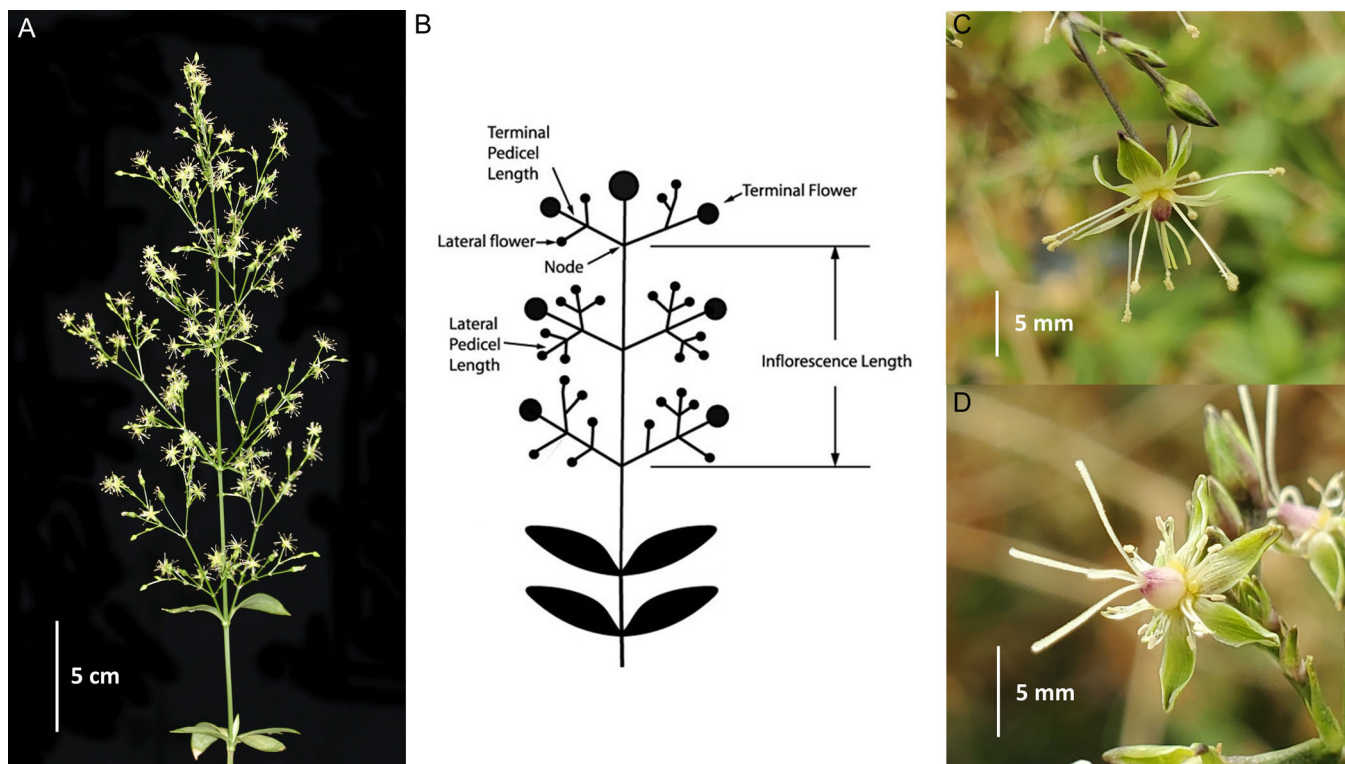 A
5 cm
B
Terminal
Pedicel
Length
Terminal Flower
Lateral flower
Node
Lateral
Pedicel
Length
Inflorescence Length
C
5 mm
D
5 mm